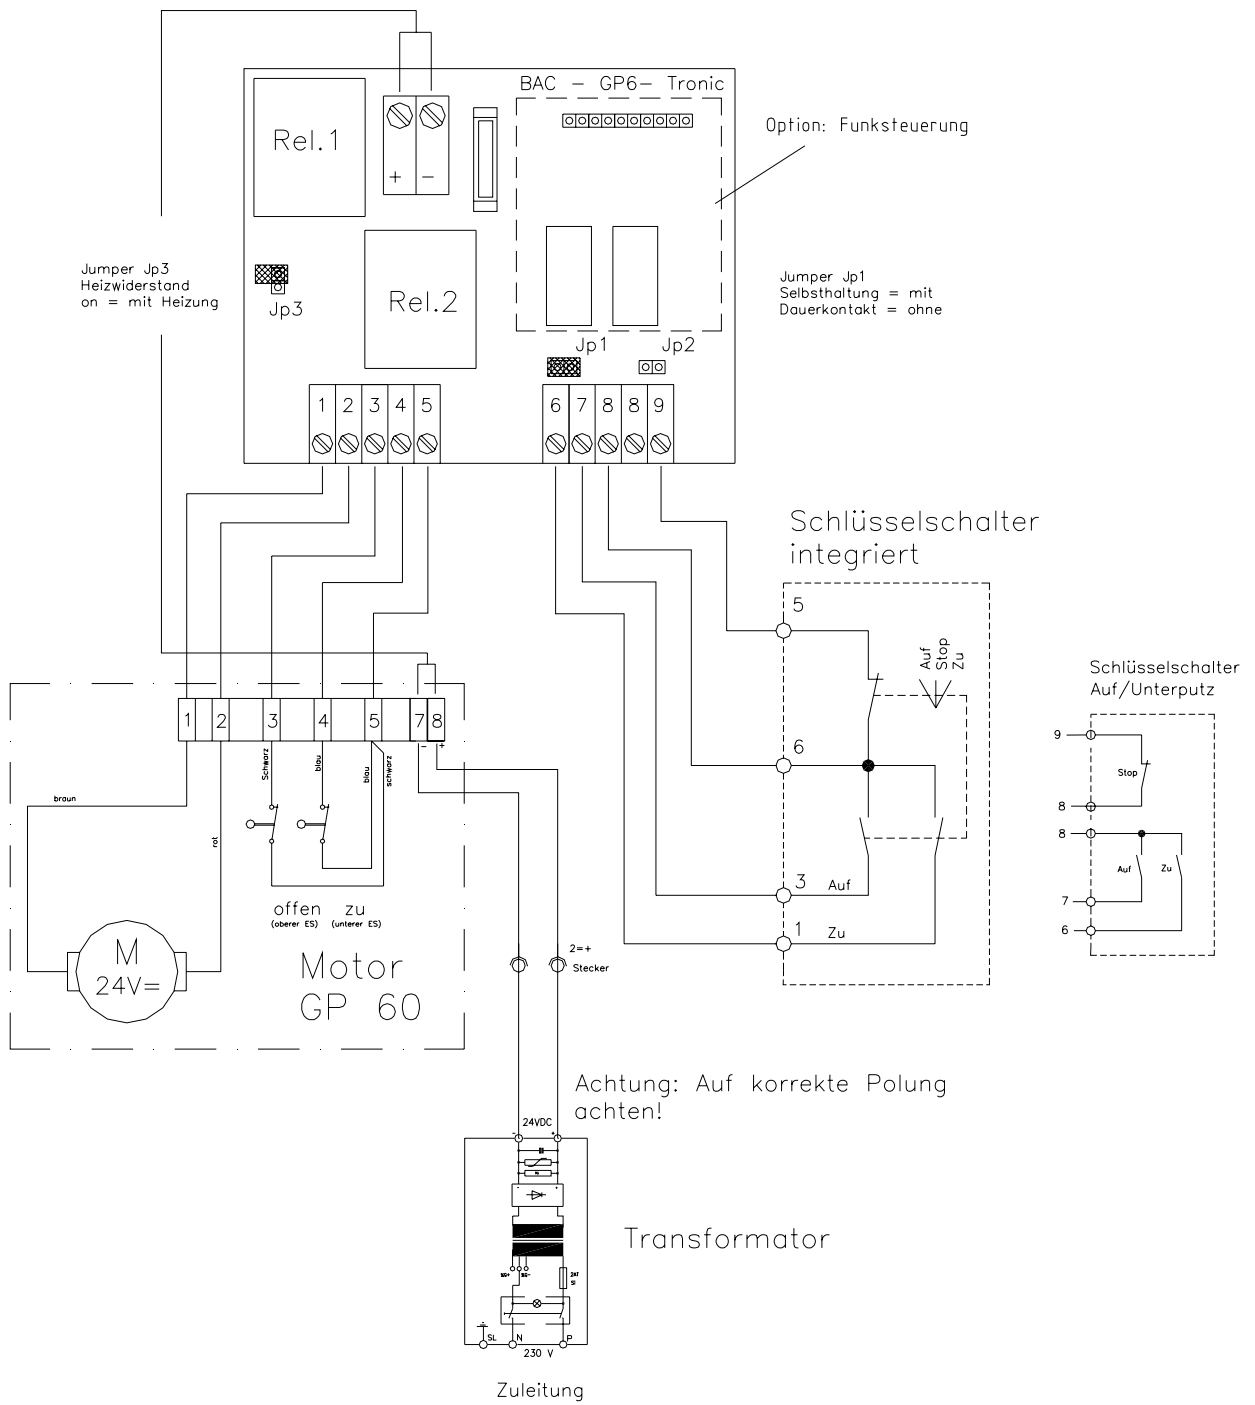 BAC - GP6- Tronic
Rel.1
+ -
Option: Funksteuerung
Jumper Jp3
Heizwiderstand
on = mit Heizung
Jp3
Rel.2
Jumper Jp1
Selbsthaltung = mit
Dauerkontakt = ohne
Jp1 Jp2
1 2 3 4 5
6 7 8 8 9
Schlüsselschalter
integriert
5
Auf
Stop
Zu
6
3 Auf
1 Zu
Schlüsselschalter
Auf/Unterputz
9
Stop
8
8
Auf Zu
7
6
1 2 3 4 5 7 8
- +
Schwarz
blau
blau
schwarz
braun
rot
offen zu
(oberer ES) (unterer ES)
M
24V=
Motor
GP 60
2=+
Stecker
Achtung: Auf korrekte Polung
achten!
24VDC
- +
- +
Transformator
SL N P
230 V
Zuleitung